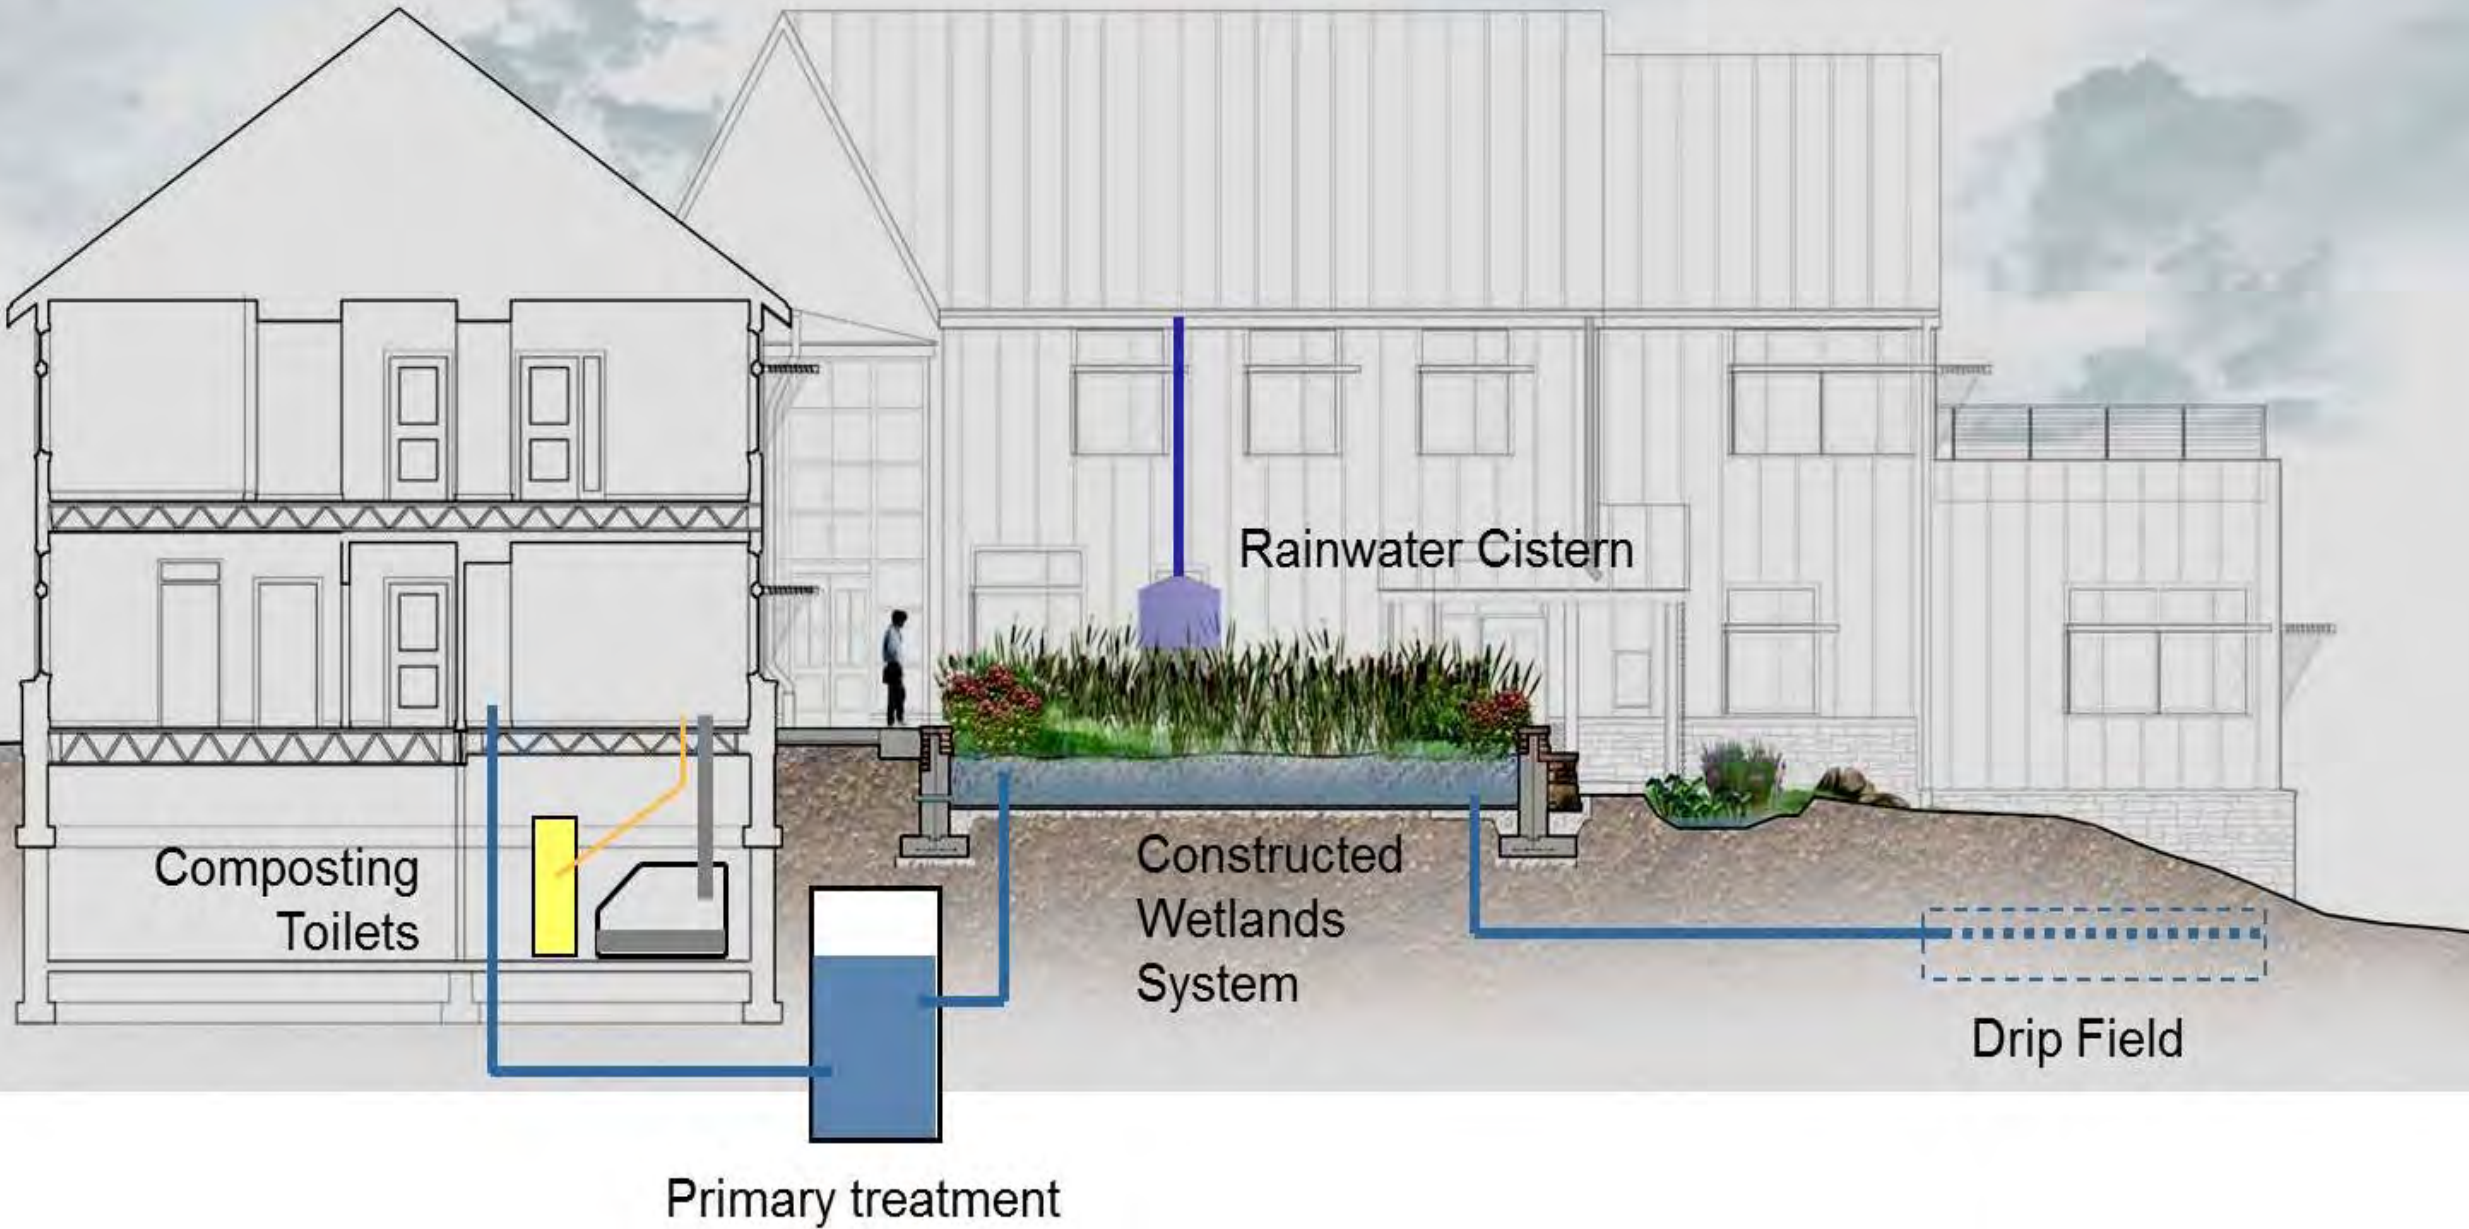 Rainwater Cistern
Composting
Toilets
Constructed
Wetlands
System
Drip Field
Primary treatment